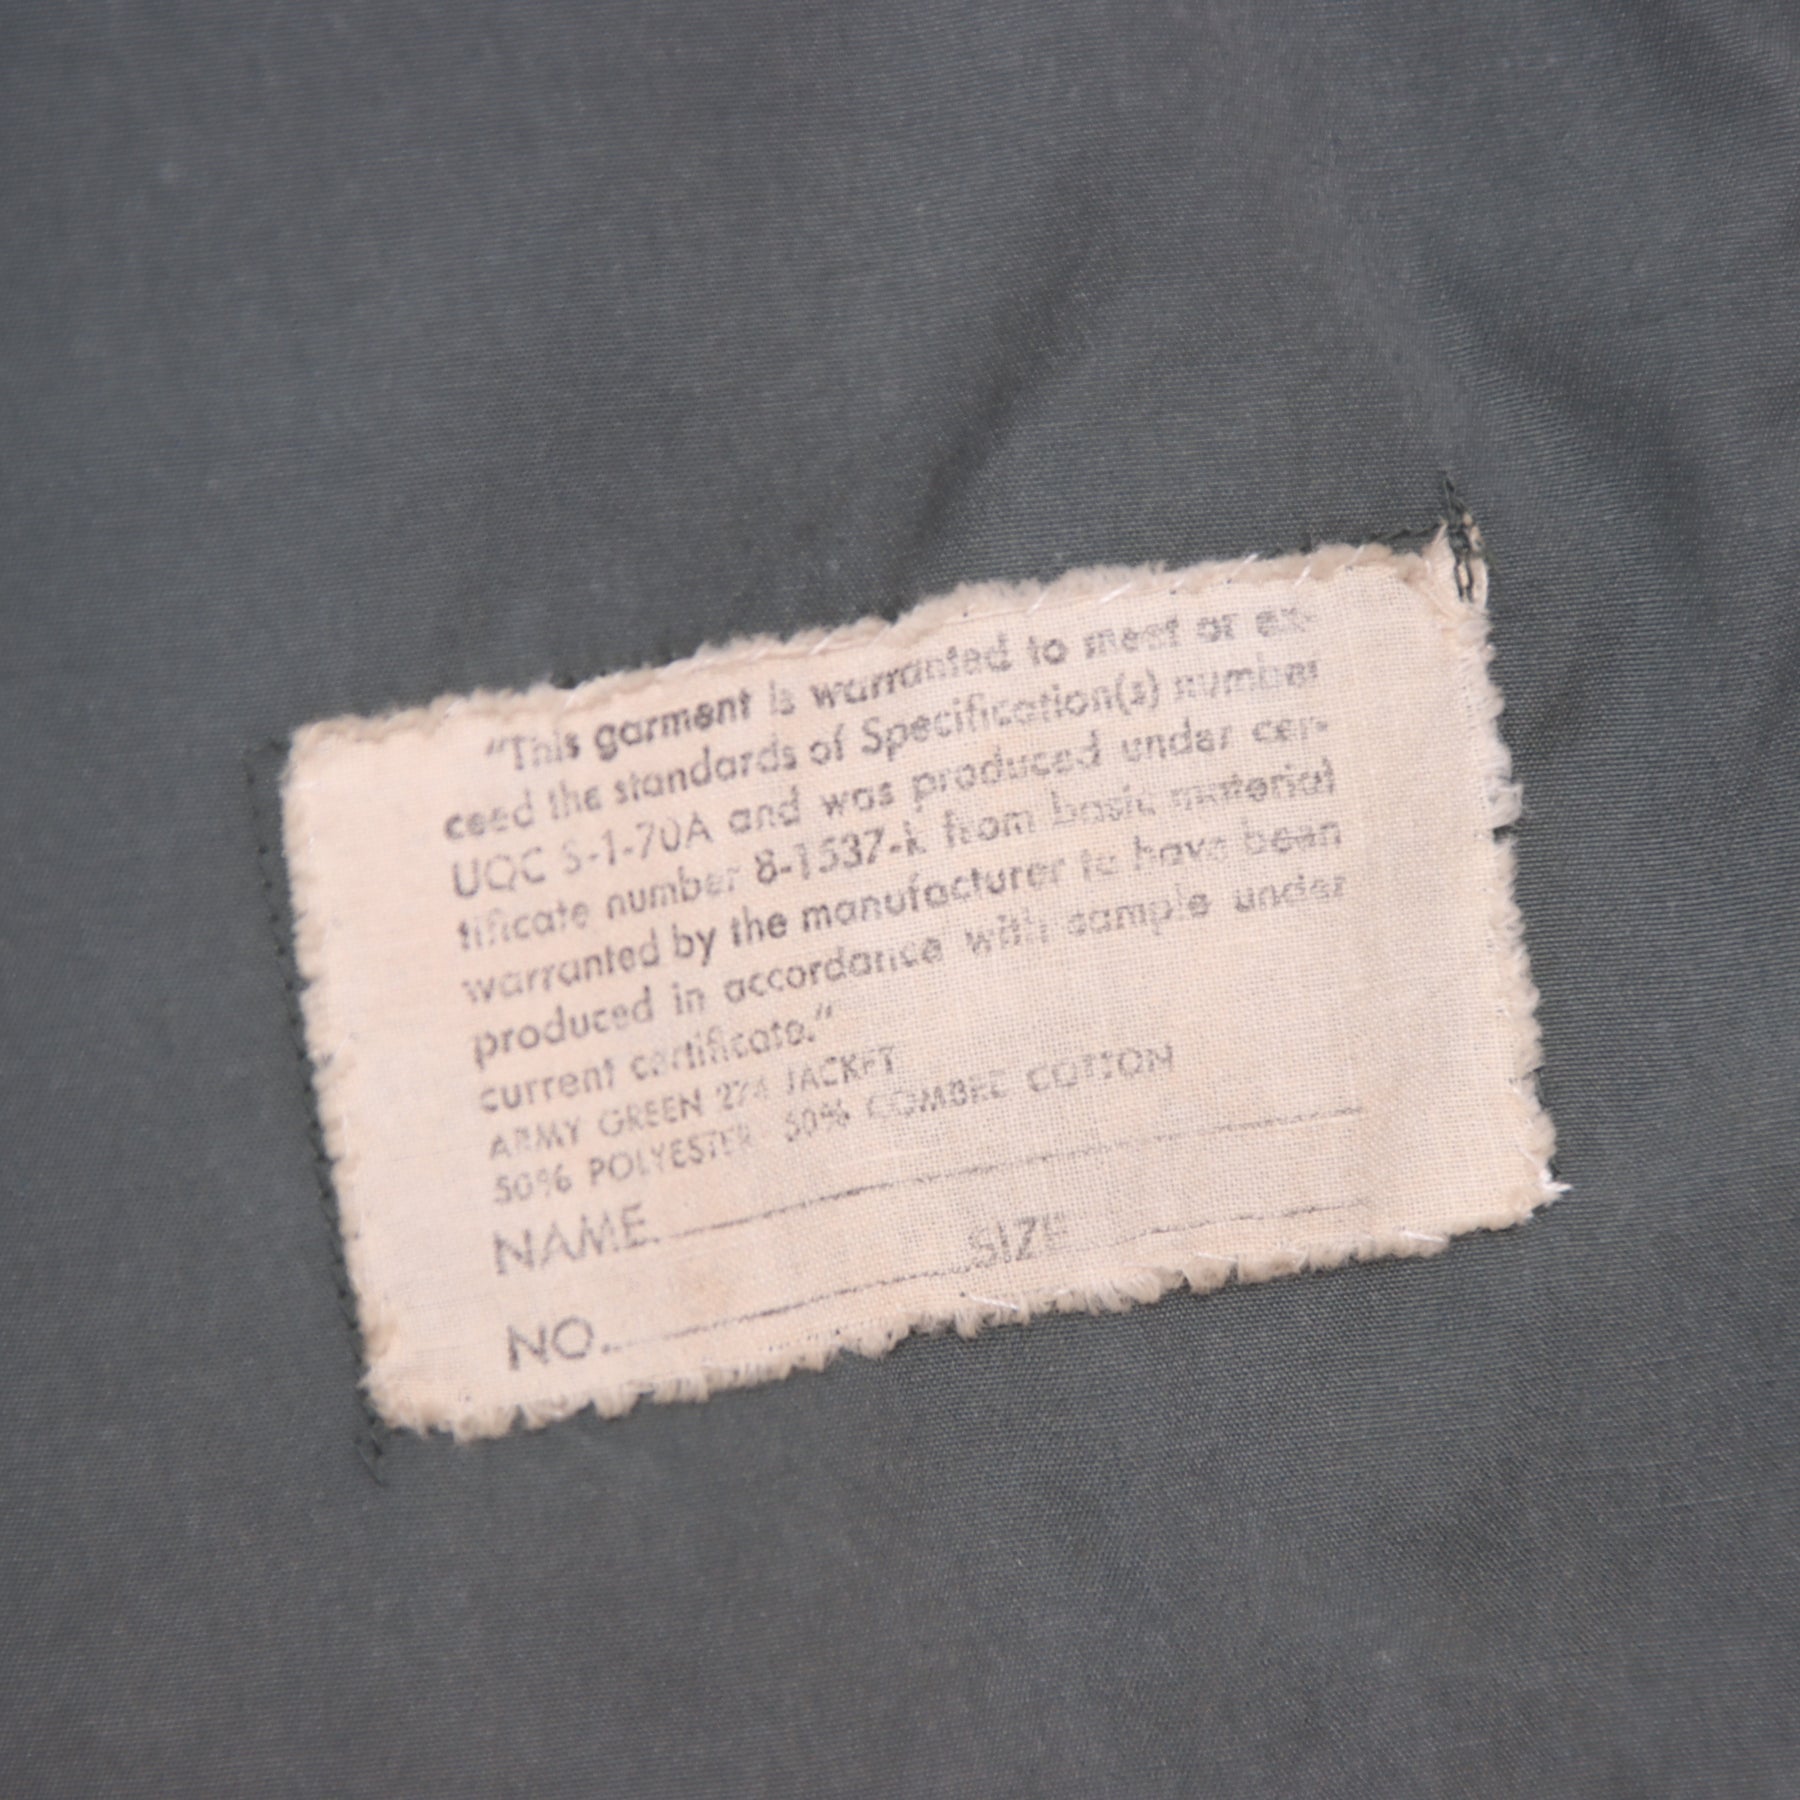 "This garment is warranted to meet or ex-
ceed the standards of Specification(s) number
UQC S-1-70A and was produced under cer-
tificate number 8-1537-k from basic material
warranted by the manufacturer to have been
produced in accordance with sample under
current certificate."
ARMY GREEN 274 JACKET
50% POLYESTER 50% COMBED COTTON
NAME
SIZE
NO.